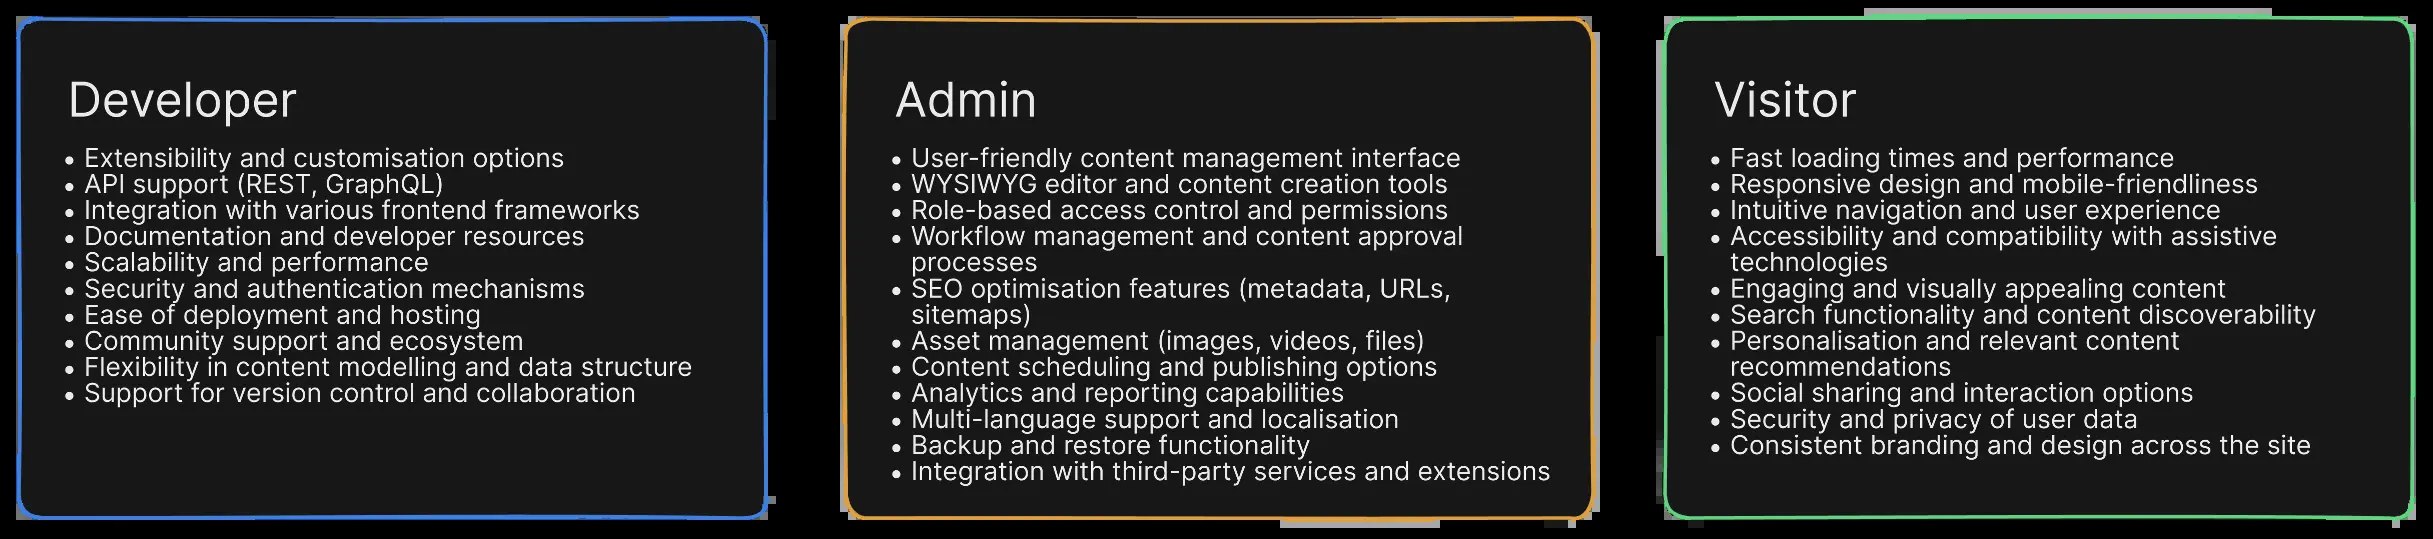 Developer
• Extensibility and customisation options
• API support (REST, GraphQL)
• Integration with various frontend frameworks
• Documentation and developer resources
• Scalability and performance
• Security and authentication mechanisms
• Ease of deployment and hosting
• Community support and ecosystem
• Flexibility in content modelling and data structure
• Support for version control and collaboration
Admin
• User-friendly content management interface
• WYSIWYG editor and content creation tools
• Role-based access control and permissions
• Workflow management and content approval
processes
• SEO optimisation features (metadata, URLs,
sitemaps)
• Asset management (images, videos, files)
• Content scheduling and publishing options
• Analytics and reporting capabilities
• Multi-language support and localisation
• Backup and restore functionality
• Integration with third-party services and extensions
Visitor
• Fast loading times and performance
• Responsive design and mobile-friendliness
• Intuitive navigation and user experience
• Accessibility and compatibility with assistive
technologies
• Engaging and visually appealing content
• Search functionality and content discoverability
• Personalisation and relevant content
recommendations
• Social sharing and interaction options
• Security and privacy of user data
• Consistent branding and design across the site